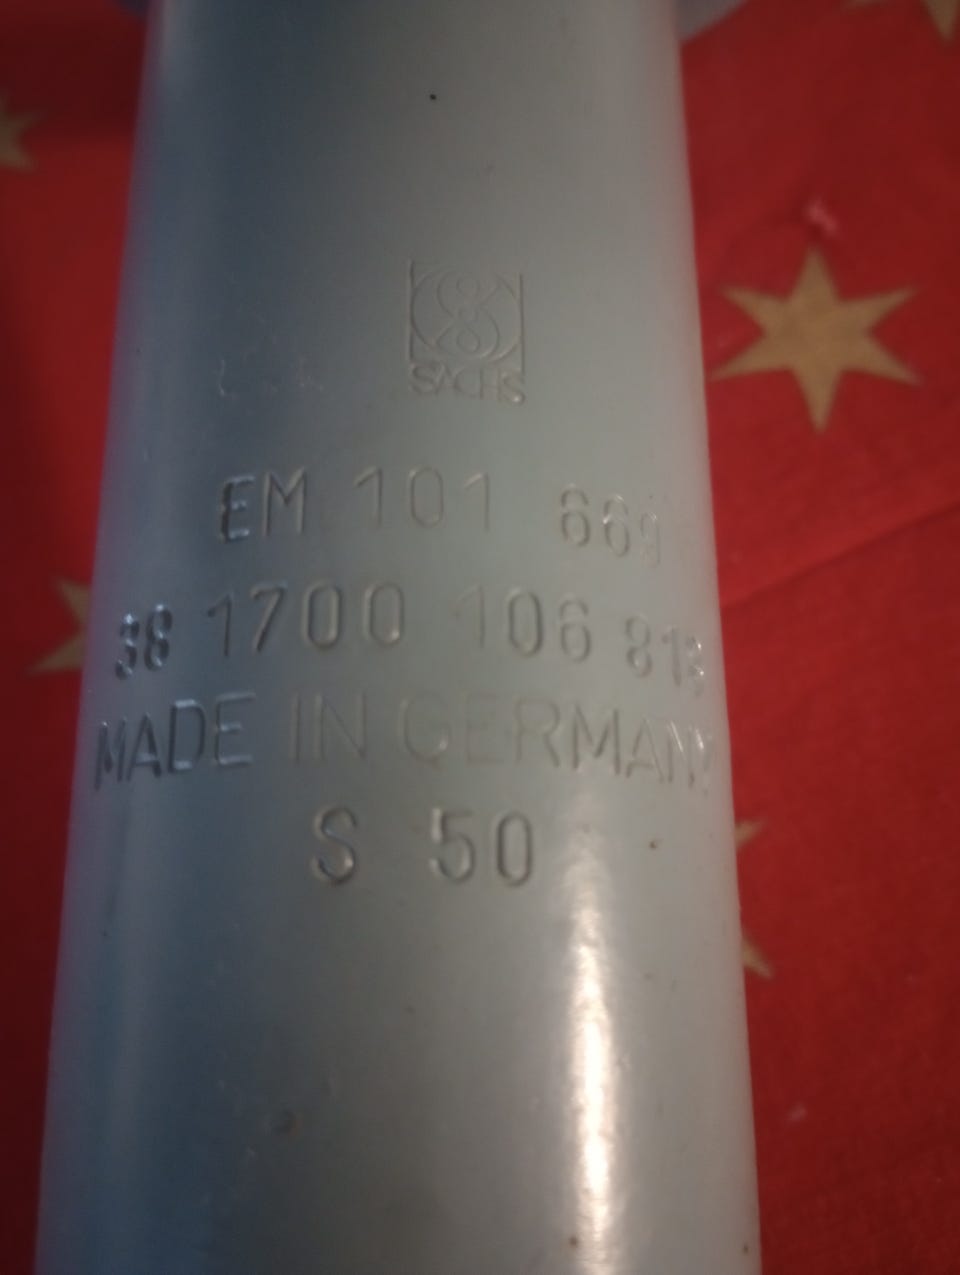 SACHS
EM 101 669
38 1700 106 813
MADE IN GERMANY
S 50